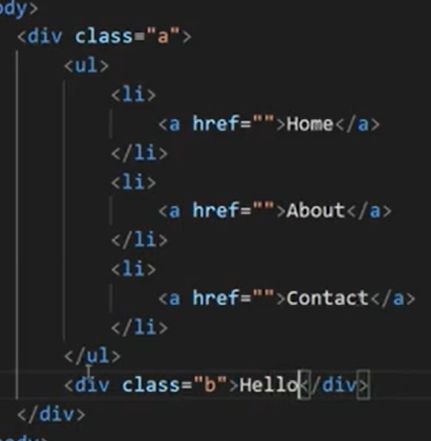 ody>
<div class="a">
<ul>
<li>
<a href="">Home</a>
</li>
<li>
<a href="">About</a>
</li>
<li>
<a href="">Contact</a>
</li>
</ul>
<div class="b">Hello</div>
</div>
body>